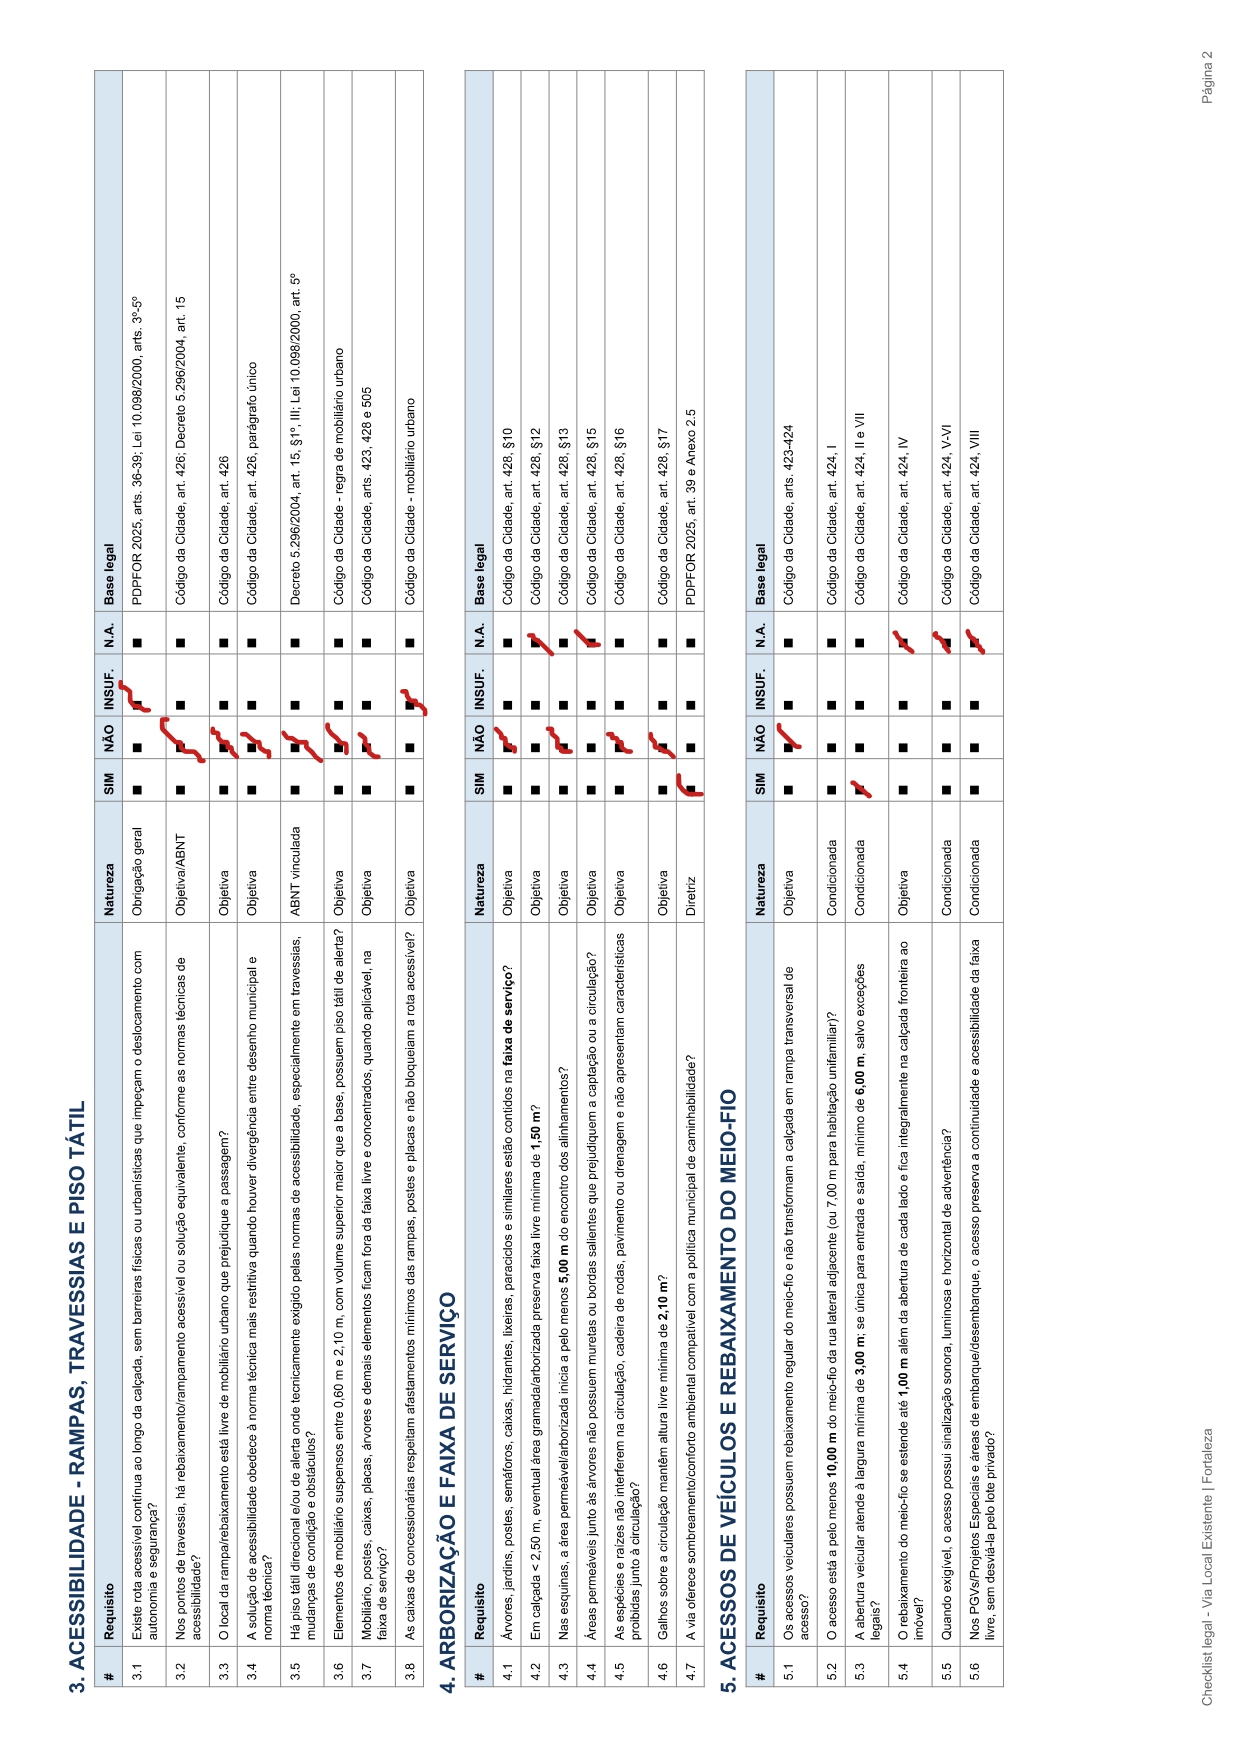 3. ACESSIBILIDADE - RAMPAS, TRAVESSIAS E PISO TÁTIL
# Requisito Natureza SIM NÃO INSUF. N.A. Base legal
3.1 Existe rota acessível contínua ao longo da calçada, sem barreiras físicas ou urbanísticas que impeçam o deslocamento com Obrigação geral ■ ■ ■ ■ PDPFOR 2025, arts. 36-39; Lei 10.098/2000, arts. 3º-5º
autonomia e segurança?
3.2 Nos pontos de travessia, há rebaixamento/rampamento acessível ou solução equivalente, conforme as normas técnicas de Objetiva/ABNT ■ ■ ■ ■ Código da Cidade, art. 426; Decreto 5.296/2004, art. 15
acessibilidade?
3.3 O local da rampa/rebaixamento está livre de mobiliário urbano que prejudique a passagem? Objetiva ■ ■ ■ ■ Código da Cidade, art. 426
3.4 A solução de acessibilidade obedece à norma técnica mais restritiva quando houver divergência entre desenho municipal e Objetiva ■ ■ ■ ■ Código da Cidade, art. 426, parágrafo único
norma técnica?
3.5 Há piso tátil direcional e/ou de alerta onde tecnicamente exigido pelas normas de acessibilidade, especialmente em travessias, ABNT vinculada ■ ■ ■ ■ Decreto 5.296/2004, art. 15, §1º, III; Lei 10.098/2000, art. 5º
mudanças de condição e obstáculos?
3.6 Elementos de mobiliário suspensos entre 0,60 m e 2,10 m, com volume superior maior que a base, possuem piso tátil de alerta? Objetiva ■ ■ ■ ■ Código da Cidade - regra de mobiliário urbano
3.7 Mobiliário, postes, caixas, placas, árvores e demais elementos ficam fora da faixa livre e concentrados, quando aplicável, na Objetiva ■ ■ ■ ■ Código da Cidade, arts. 423, 428 e 505
faixa de serviço?
3.8 As caixas de concessionárias respeitam afastamentos mínimos das rampas, postes e placas e não bloqueiam a rota acessível? Objetiva ■ ■ ■ ■ Código da Cidade - mobiliário urbano
4. ARBORIZAÇÃO E FAIXA DE SERVIÇO
# Requisito Natureza SIM NÃO INSUF. N.A. Base legal
4.1 Árvores, jardins, postes, semáforos, caixas, hidrantes, lixeiras, paraciclos e similares estão contidos na faixa de serviço? Objetiva ■ ■ ■ ■ Código da Cidade, art. 428, §10
4.2 Em calçada < 2,50 m, eventual área gramada/arborizada preserva faixa livre mínima de 1,50 m? Objetiva ■ ■ ■ ■ Código da Cidade, art. 428, §12
4.3 Nas esquinas, a área permeável/arborizada inicia a pelo menos 5,00 m do encontro dos alinhamentos? Objetiva ■ ■ ■ ■ Código da Cidade, art. 428, §13
4.4 Áreas permeáveis junto às árvores não possuem muretas ou bordas salientes que prejudiquem a captação ou a circulação? Objetiva ■ ■ ■ ■ Código da Cidade, art. 428, §15
4.5 As espécies e raízes não interferem na circulação, cadeira de rodas, pavimento ou drenagem e não apresentam características Objetiva ■ ■ ■ ■ Código da Cidade, art. 428, §16
proibidas junto à circulação?
4.6 Galhos sobre a circulação mantêm altura livre mínima de 2,10 m? Objetiva ■ ■ ■ ■ Código da Cidade, art. 428, §17
4.7 A via oferece sombreamento/conforto ambiental compatível com a política municipal de caminhabilidade? Diretriz ■ ■ ■ ■ PDPFOR 2025, art. 39 e Anexo 2.5
5. ACESSOS DE VEÍCULOS E REBAIXAMENTO DO MEIO-FIO
# Requisito Natureza SIM NÃO INSUF. N.A. Base legal
5.1 Os acessos veiculares possuem rebaixamento regular do meio-fio e não transformam a calçada em rampa transversal de Objetiva ■ ■ ■ ■ Código da Cidade, arts. 423-424
acesso?
5.2 O acesso está a pelo menos 10,00 m do meio-fio da rua lateral adjacente (ou 7,00 m para habitação unifamiliar)? Condicionada ■ ■ ■ ■ Código da Cidade, art. 424, I
5.3 A abertura veicular atende à largura mínima de 3,00 m; se única para entrada e saída, mínimo de 6,00 m, salvo exceções Condicionada ■ ■ ■ ■ Código da Cidade, art. 424, II e VII
legais?
5.4 O rebaixamento do meio-fio se estende até 1,00 m além da abertura de cada lado e fica integralmente na calçada fronteira ao Objetiva ■ ■ ■ ■ Código da Cidade, art. 424, IV
imóvel?
5.5 Quando exigível, o acesso possui sinalização sonora, luminosa e horizontal de advertência? Condicionada ■ ■ ■ ■ Código da Cidade, art. 424, V-VI
5.6 Nos PGVs/Projetos Especiais e áreas de embarque/desembarque, o acesso preserva a continuidade e acessibilidade da faixa Condicionada ■ ■ ■ ■ Código da Cidade, art. 424, VIII
livre, sem desviá-la pelo lote privado?
Checklist legal - Via Local Existente | Fortaleza Página 2